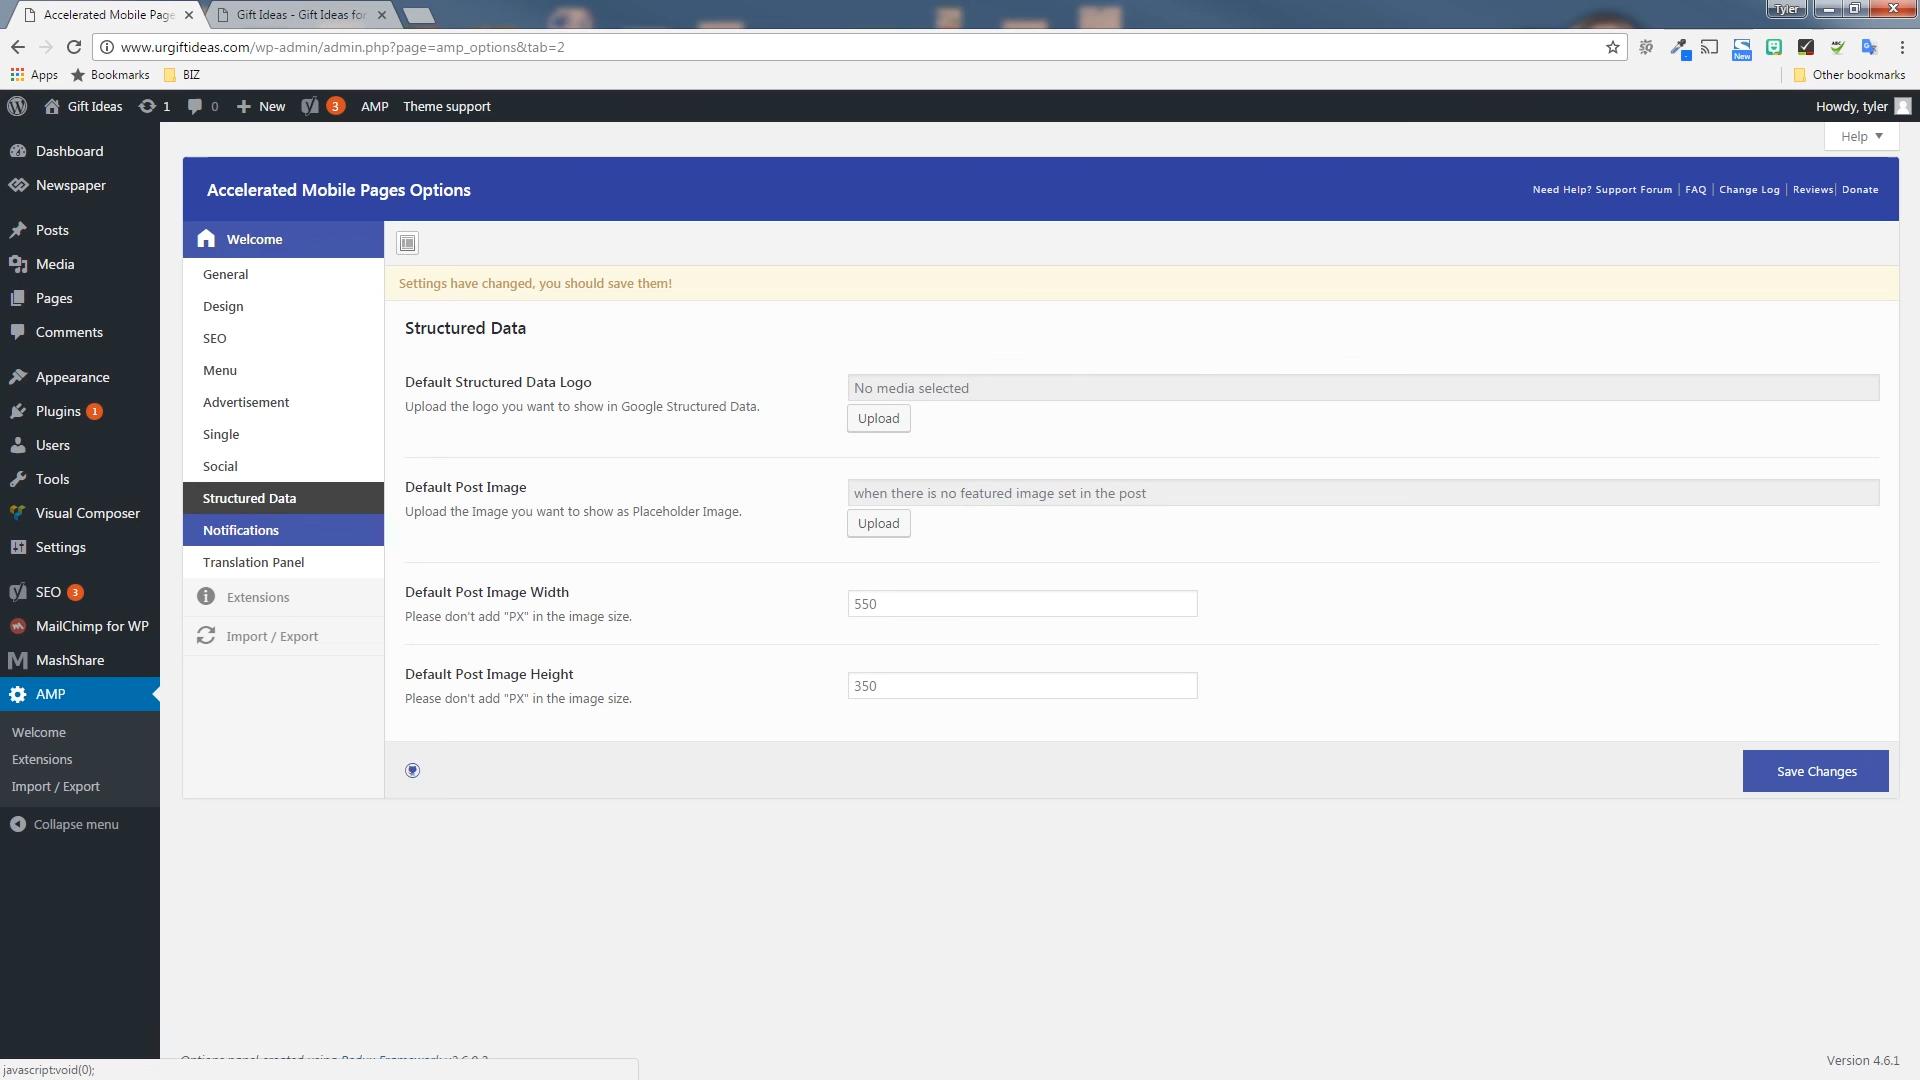 Accelerated Mobile Page
Gift Ideas - Gift Ideas for
Tyler
www.urgiftideas.com/wp-admin/admin.php?page=amp_options&tab=2
New
Apps
Bookmarks
BIZ
Other bookmarks
Gift Ideas
1
0
New
3
AMP
Theme support
Howdy, tyler
Help
Dashboard
Newspaper
Posts
Media
Pages
Comments
Appearance
Plugins 1
Users
Tools
Visual Composer
Settings
SEO 3
MailChimp for WP
MashShare
AMP
Welcome
Extensions
Import / Export
Collapse menu
Accelerated Mobile Pages Options
Need Help? Support Forum | FAQ | Change Log | Reviews | Donate
Welcome
General
Design
SEO
Menu
Advertisement
Single
Social
Structured Data
Notifications
Translation Panel
Extensions
Import / Export
Settings have changed, you should save them!
Structured Data
Default Structured Data Logo
Upload the logo you want to show in Google Structured Data.
No media selected
Upload
Default Post Image
Upload the Image you want to show as Placeholder Image.
when there is no featured image set in the post
Upload
Default Post Image Width
Please don't add "PX" in the image size.
550
Default Post Image Height
Please don't add "PX" in the image size.
350
Save Changes
Version 4.6.1
javascript:void(0);